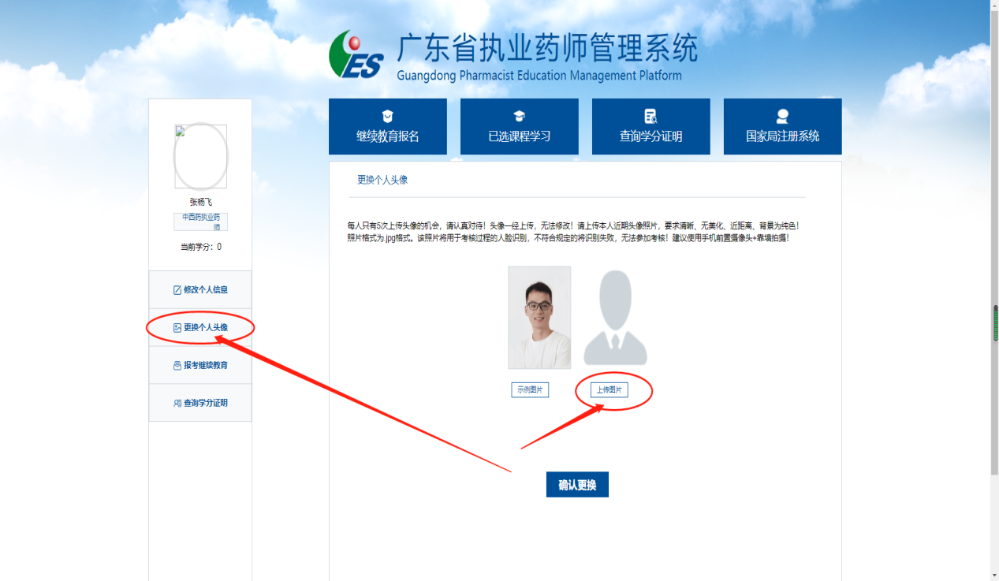 iES
广东省执业药师管理系统
Guangdong Pharmacist Education Management Platform
继续教育报名
已选课程学习
查询学分证明
国家局注册系统
张杨飞
中西药执业药
师
当前学分：0
修改个人信息
更换个人头像
报考继续教育
查询学分证明
更换个人头像
每人只有5次上传头像的机会，请认真对待！头像一经上传，无法修改！请上传本人近期头像照片，要求清晰、无美化、近距离、背景为纯色！
照片格式为.jpg格式。该照片将用于考核过程的人脸识别，不符合规定的将识别失败，无法参加考核！建议使用手机前置摄像头+靠墙拍摄！
示例图片
上传图片
确认更换